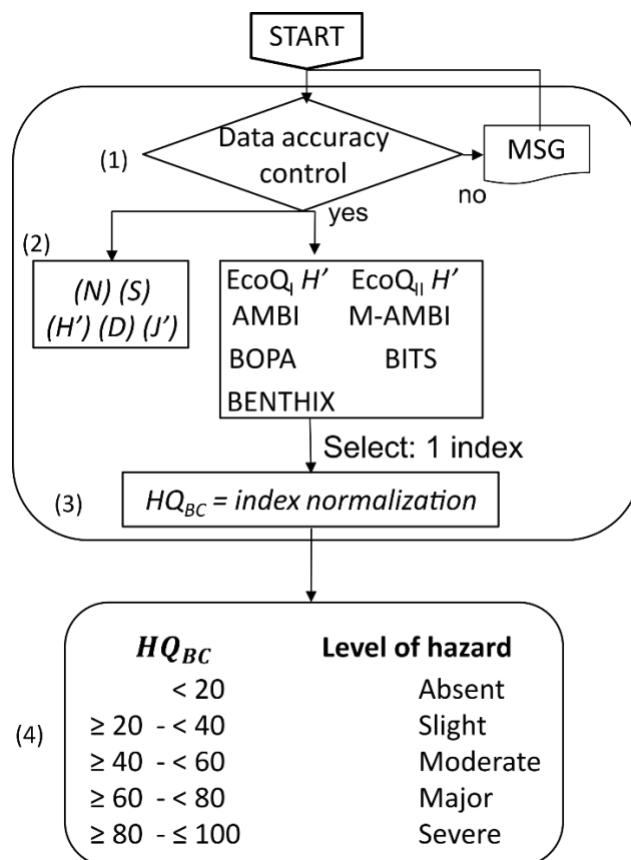 START
(1)
Data accuracy
control
MSG
no
yes
(2)
(N) (S)
(H') (D) (J')
EcoQI H' EcoQII H'
AMBI M-AMBI
BOPA BITS
BENTHIX
Select: 1 index
(3)
HQBC = index normalization
HQBC Level of hazard
< 20 Absent
≥ 20 - < 40 Slight
(4)
≥ 40 - < 60 Moderate
≥ 60 - < 80 Major
≥ 80 - ≤ 100 Severe